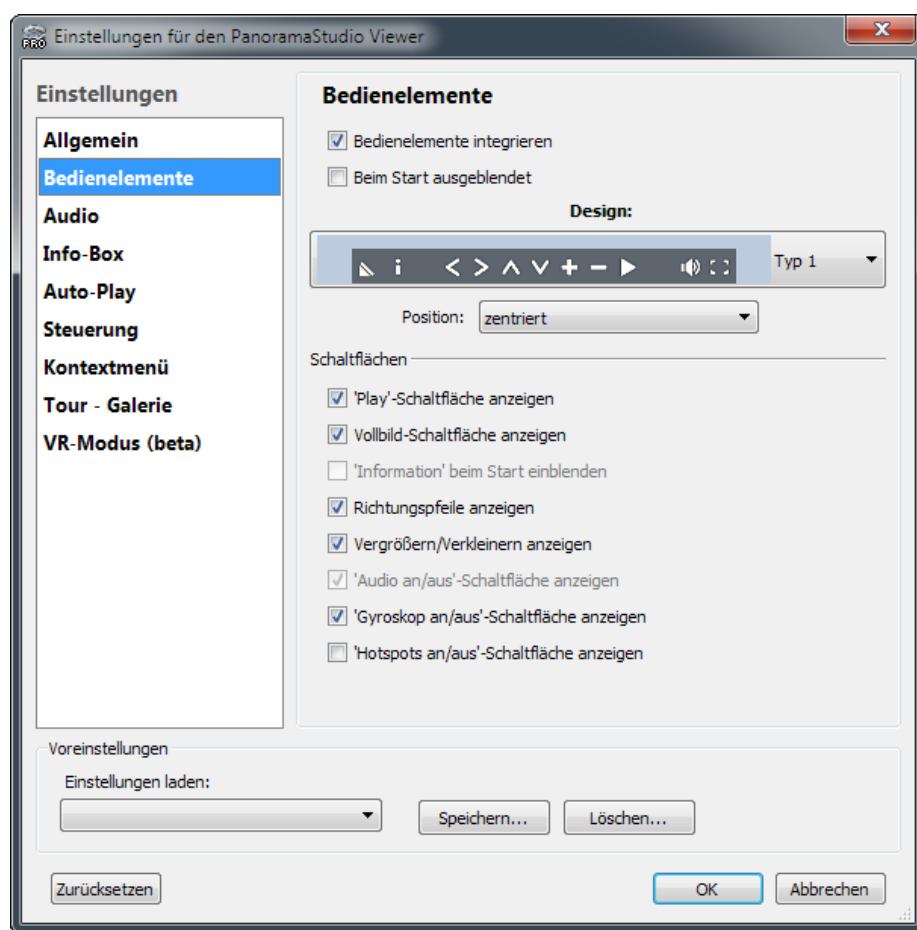 PRO Einstellungen für den PanoramaStudio Viewer
Einstellungen
Allgemein
Bedienelemente
Audio
Info-Box
Auto-Play
Steuerung
Kontextmenü
Tour - Galerie
VR-Modus (beta)
Bedienelemente
Bedienelemente integrieren
Beim Start ausgeblendet
Design:
i Typ 1
Position: zentriert
Schaltflächen
'Play'-Schaltfläche anzeigen
Vollbild-Schaltfläche anzeigen
'Information' beim Start einblenden
Richtungspfeile anzeigen
Vergrößern/Verkleinern anzeigen
'Audio an/aus'-Schaltfläche anzeigen
'Gyroskop an/aus'-Schaltfläche anzeigen
'Hotspots an/aus'-Schaltfläche anzeigen
Voreinstellungen
Einstellungen laden:
Speichern... Löschen...
Zurücksetzen OK Abbrechen